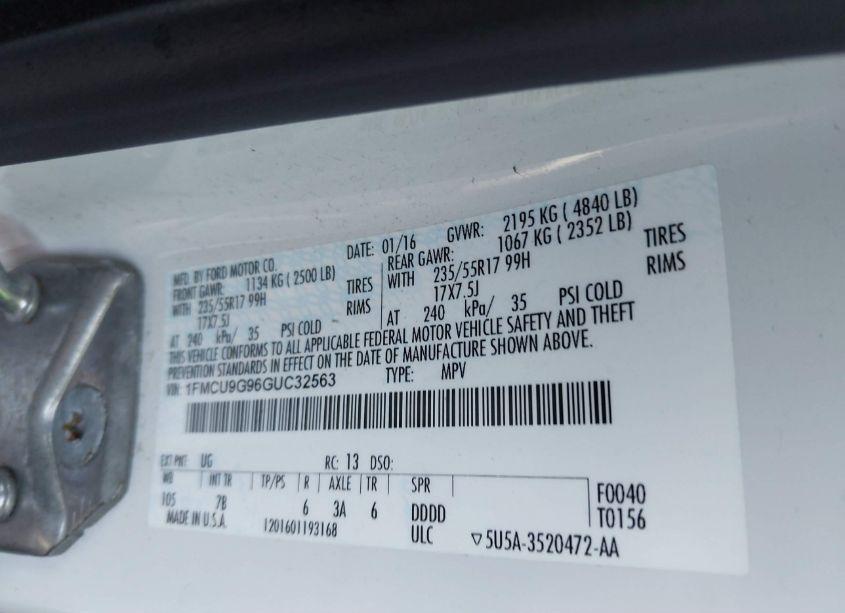 MFD. BY FORD MOTOR CO.
DATE: 01/16 GVWR: 2195 KG ( 4840 LB)
FRONT GAWR: 1134 KG ( 2500 LB)
REAR GAWR: 1067 KG ( 2352 LB)
WITH 235/55R17 99H TIRES
WITH 235/55R17 99H TIRES
17X7.5J RIMS
17X7.5J RIMS
AT 240 kPa/ 35 PSI COLD
AT 240 kPa/ 35 PSI COLD
THIS VEHICLE CONFORMS TO ALL APPLICABLE FEDERAL MOTOR VEHICLE SAFETY AND THEFT
PREVENTION STANDARDS IN EFFECT ON THE DATE OF MANUFACTURE SHOWN ABOVE.
VIN: 1FMCU9G96GUC32563 TYPE: MPV
EXT PNT: UG RC: 13 DSO:
WB INT TR TP/PS R AXLE TR SPR
105 7B 6 3A 6 DDDD
F0040
T0156
MADE IN U.S.A. 1201601193168 ULC ▽5U5A-3520472-AA